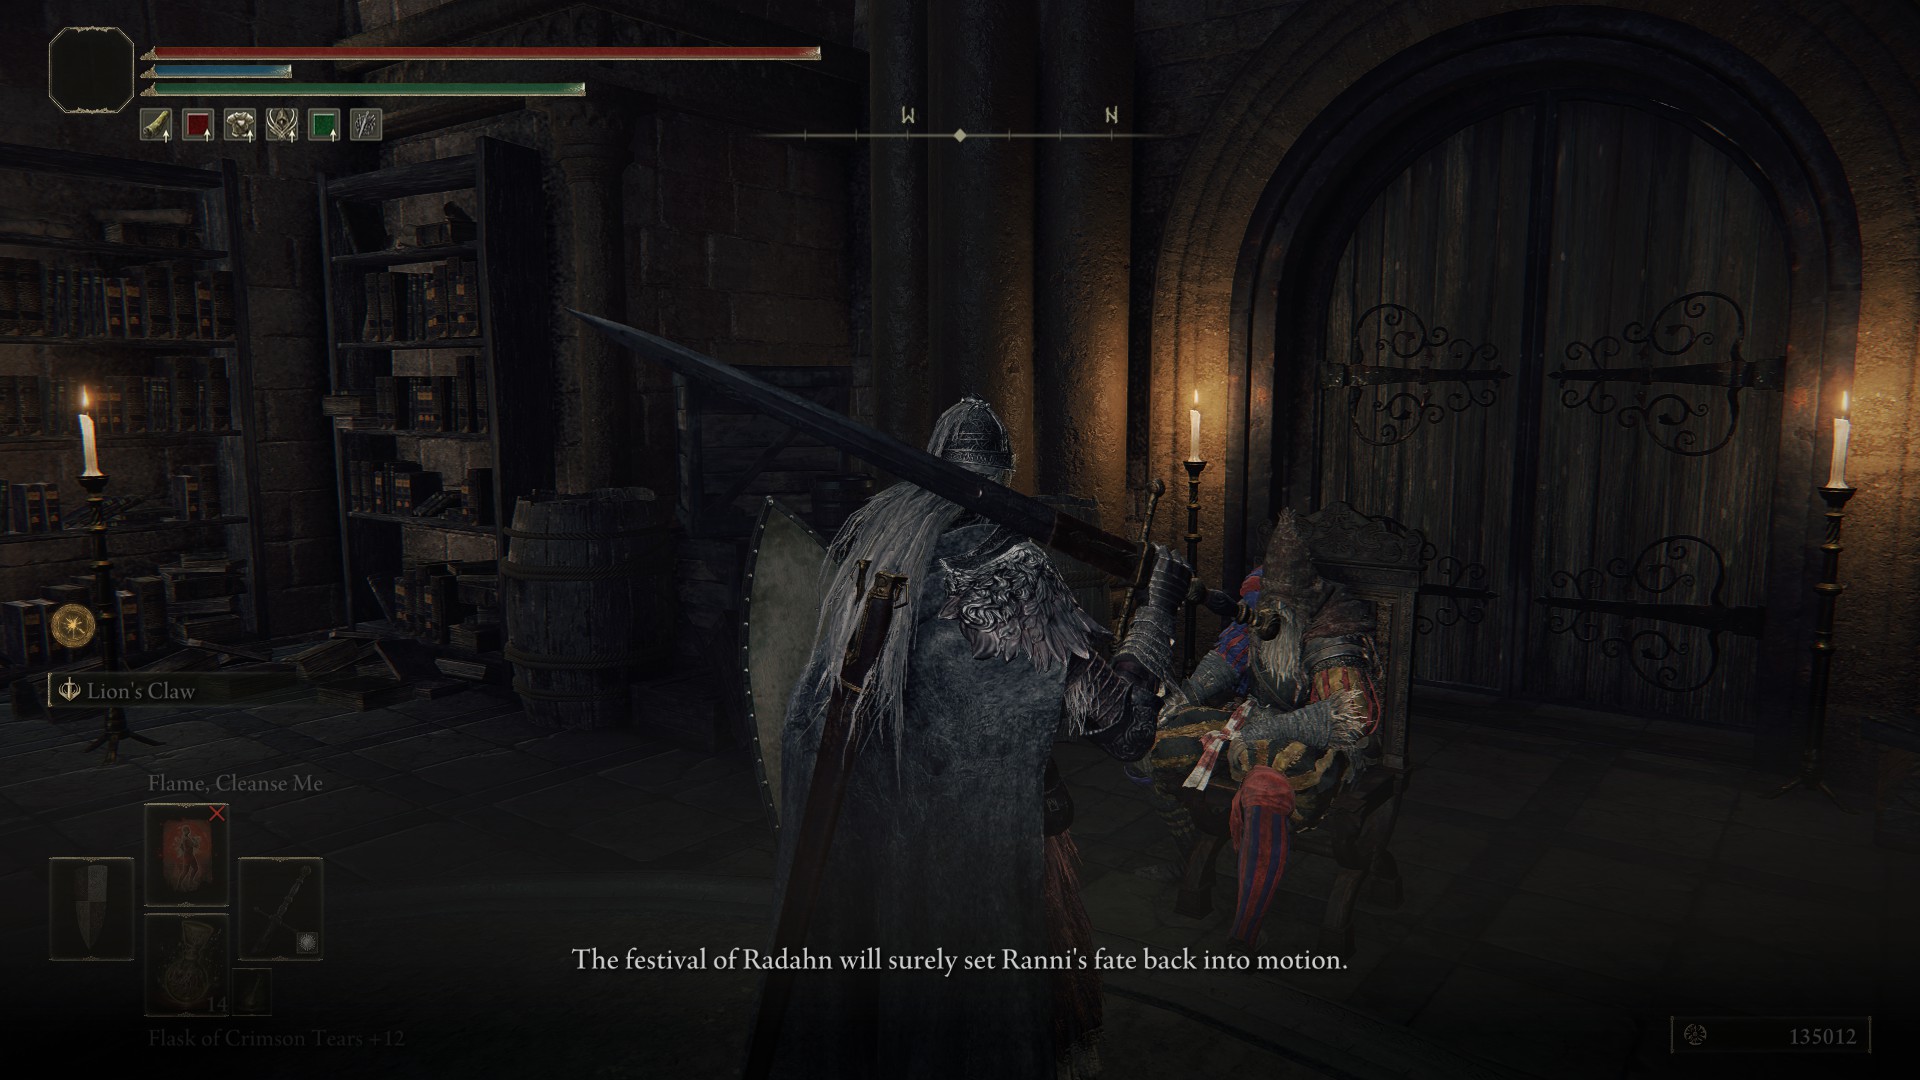 W
N
Lion's Claw
Flame, Cleanse Me
The festival of Radahn will surely set Ranni's fate back into motion.
14
Flask of Crimson Tears +12
135012